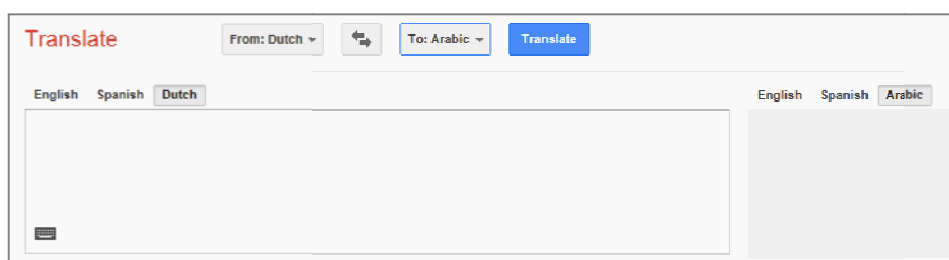 Translate From: Dutch To: Arabic Translate
English Spanish Dutch English Spanish Arabic